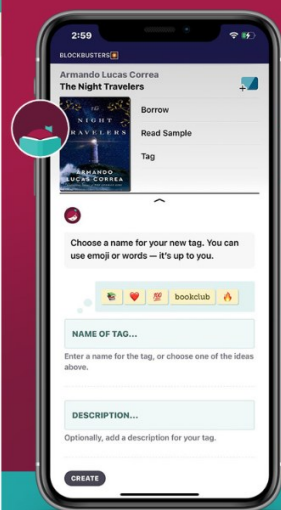 2:59
BLOCKBUSTERS
Armando Lucas Correa
The Night Travelers
THE
NIGHT
TRAVELERS
ARMANDO
LUCAS CORREA
Borrow
Read Sample
Tag
Choose a name for your new tag. You can
use emoji or words — it's up to you.
📚 ❤️ 💯 bookclub 🔥
NAME OF TAG...
Enter a name for the tag, or choose one of the ideas
above.
DESCRIPTION...
Optionally, add a description for your tag.
CREATE